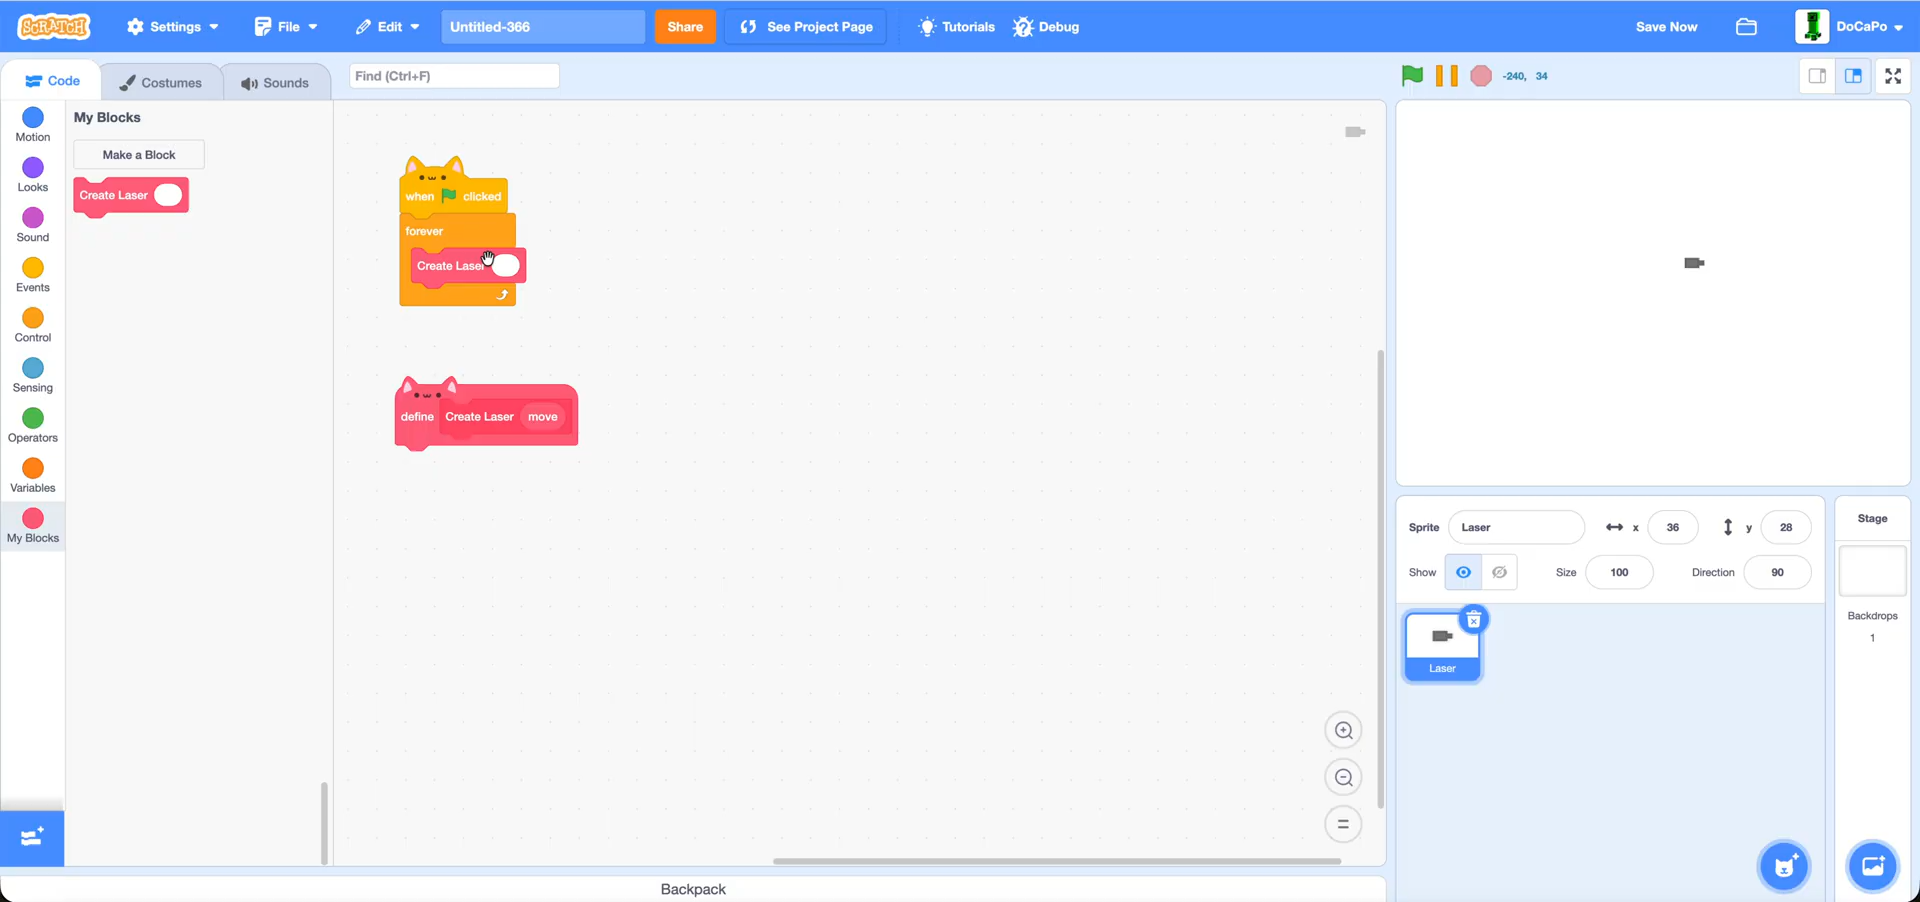 SCRATCH Settings File Edit Untitled-366 Share See Project Page Tutorials Debug Save Now DoCaPo
Code Costumes Sounds Find (Ctrl+F) -240, 34
Motion
Looks
Sound
Events
Control
Sensing
Operators
Variables
My Blocks
My Blocks
Make a Block
Create Laser
when clicked
forever
Create Laser
define Create Laser move
Sprite Laser x 36 y 28
Show Size 100 Direction 90
Laser
Stage
Backdrops
1
Backpack